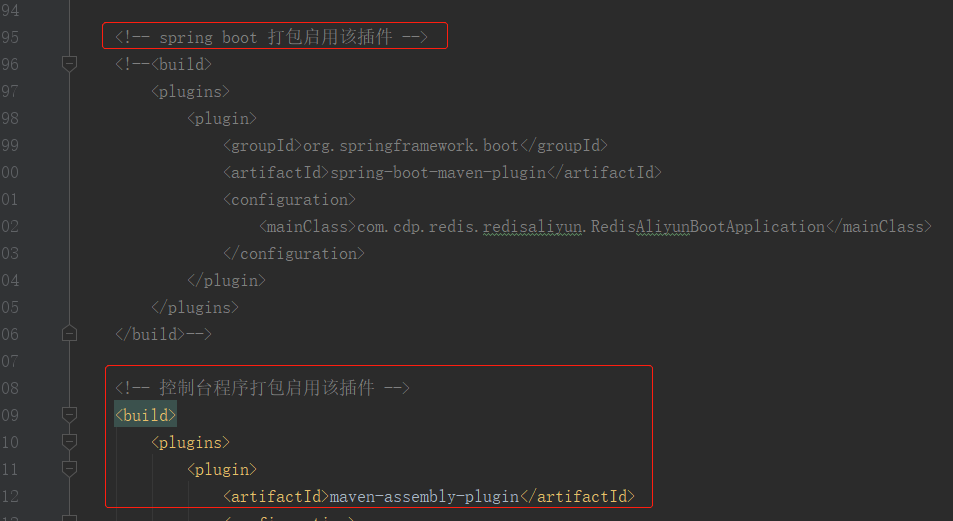 94
95 <!-- spring boot 打包启用该插件 -->
96 <!--<build>
97 <plugins>
98 <plugin>
99 <groupId>org.springframework.boot</groupId>
00 <artifactId>spring-boot-maven-plugin</artifactId>
01 <configuration>
02 <mainClass>com.cdp.redis.redisaliyun.RedisAliyunBootApplication</mainClass>
03 </configuration>
04 </plugin>
05 </plugins>
06 </build>-->
07
08 <!-- 控制台程序打包启用该插件 -->
09 <build>
10 <plugins>
11 <plugin>
12 <artifactId>maven-assembly-plugin</artifactId>